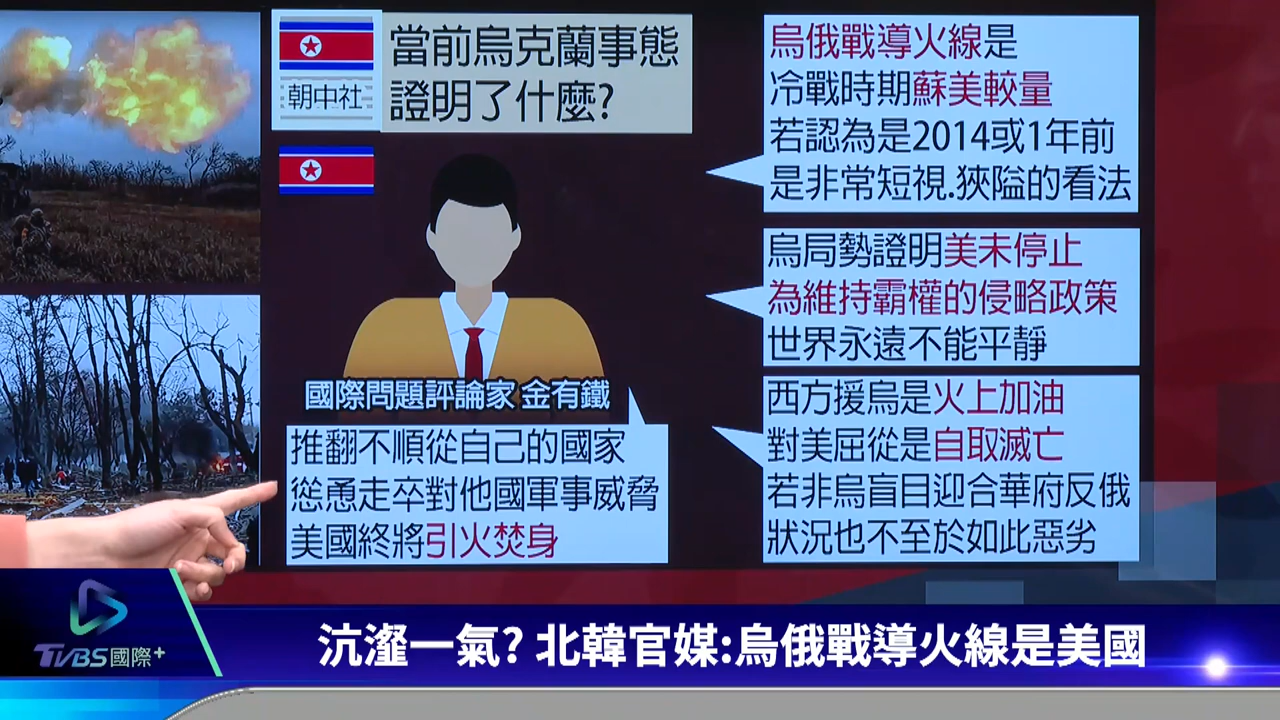 朝中社
當前烏克蘭事態
證明了什麼?
烏俄戰導火線是
冷戰時期蘇美較量
若認為是2014或1年前
是非常短視.狹隘的看法
烏局勢證明美未停止
為維持霸權的侵略政策
世界永遠不能平靜
西方援烏是火上加油
對美屈從是自取滅亡
若非烏盲目迎合華府反俄
狀況也不至於如此惡劣
國際問題評論家 金有鐵
推翻不順從自己的國家
慫恿走卒對他國軍事威脅
美國終將引火焚身
TVBS國際+
沆瀣一氣? 北韓官媒:烏俄戰導火線是美國